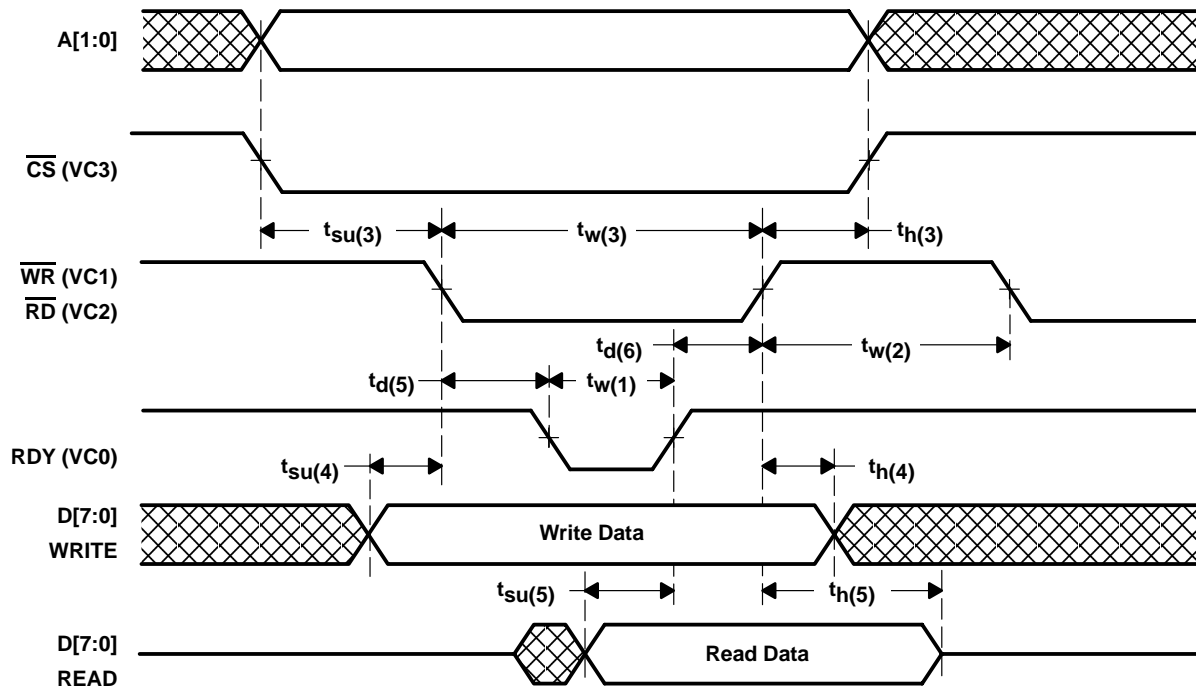 A[1:0]
CS (VC3)
tsu(3)
tw(3)
th(3)
WR (VC1)
RD (VC2)
td(6)
tw(2)
td(5)
tw(1)
RDY (VC0)
tsu(4)
th(4)
D[7:0]
WRITE
Write Data
tsu(5)
th(5)
D[7:0]
READ
Read Data